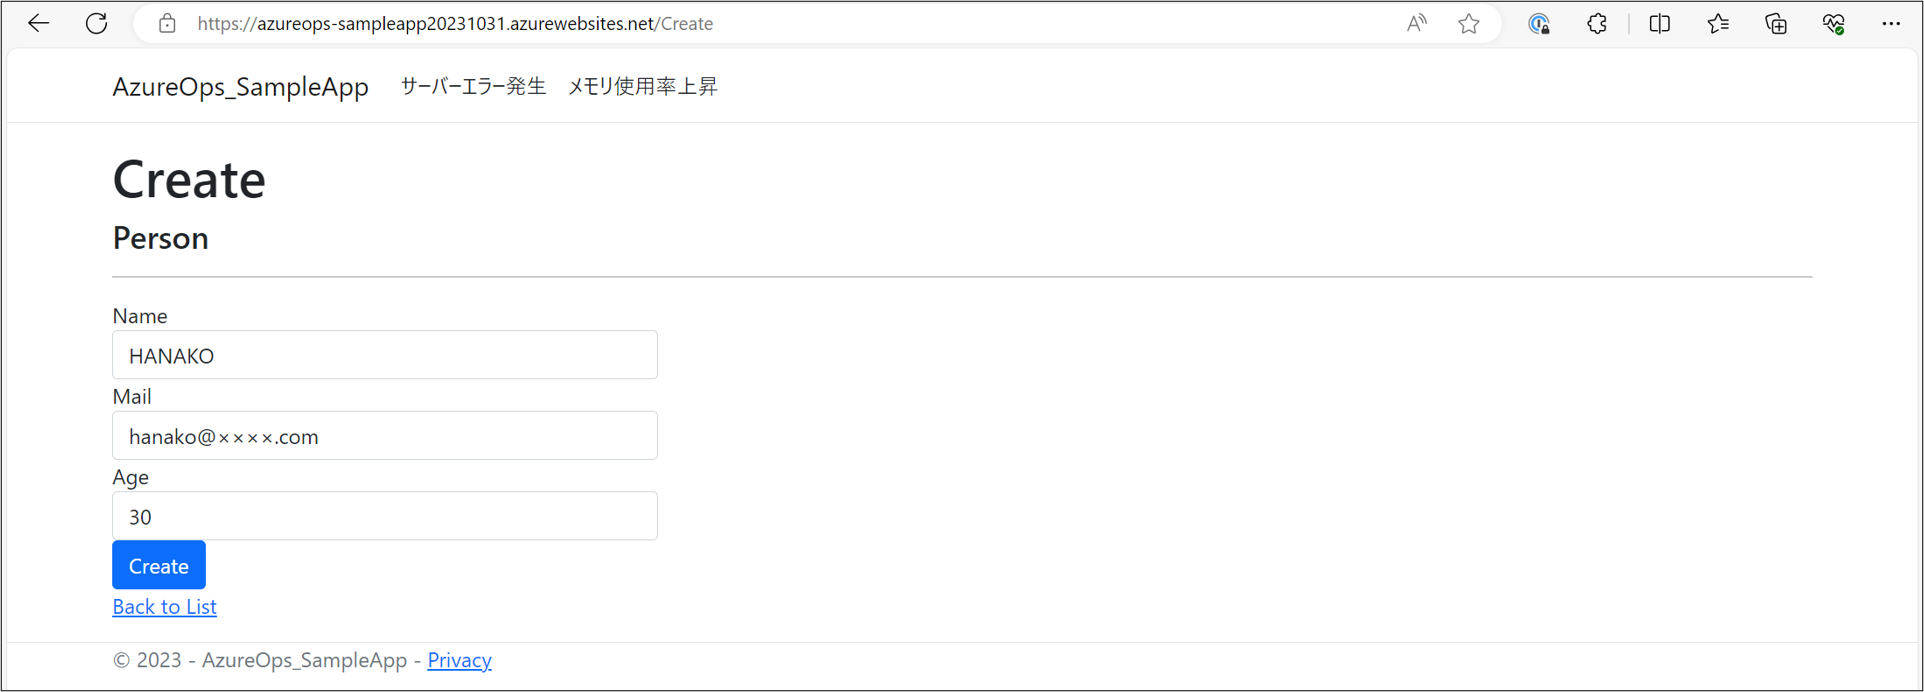 https://azureops-sampleapp20231031.azurewebsites.net/Create
AzureOps_SampleApp サーバーエラー発生 メモリ使用率上昇
Create
Person
Name
HANAKO
Mail
hanako@××××.com
Age
30
Create
Back to List
© 2023 - AzureOps_SampleApp - Privacy